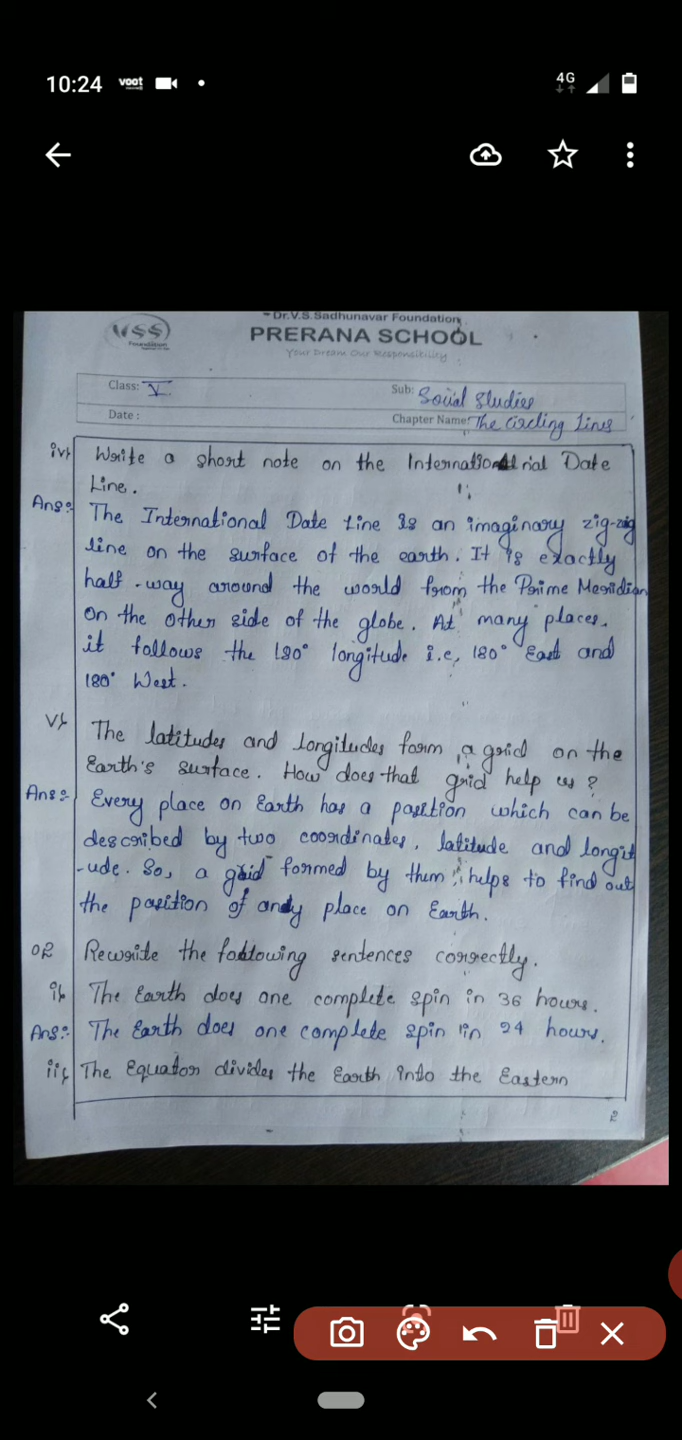 10:24 voot
4G
VSS
Foundation
Dr.V.S.Sadhunavar Foundation
PRERANA SCHOOL
Your Dream Our Responsibility
Class: V
Sub: Social Studies
Date :
Chapter Name: The Circling Lines
iv) Write a short note on the International Date
Line.
Ans:- The International Date Line is an imaginary zig-zig
line on the surface of the earth. It is exactly
half-way around the world from the Prime Meridian
on the other side of the globe. At many places,
it follows the 180° longitude i.e, 180° East and
180° West.
v) The latitudes and longitudes form a grid on the
Earth's surface. How does that grid help us?
Ans:- Every place on Earth has a position which can be
described by two coordinates, latitude and longit
-ude. So, a grid formed by them helps to find out
the position of any place on Earth.
02 Rewrite the following sentences correctly.
i) The Earth does one complete spin in 36 hours.
Ans:- The Earth does one complete spin in 24 hours.
ii) The Equator divides the Earth into the Eastern
2